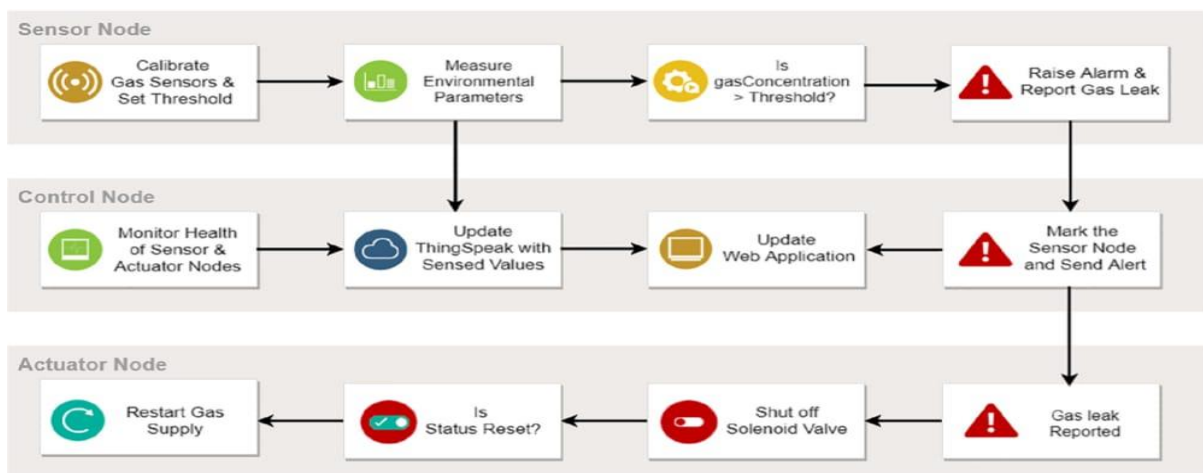 Sensor Node
Calibrate
Gas Sensors &
Set Threshold
Measure
Environmental
Parameters
Is
gasConcentration
> Threshold?
Raise Alarm &
Report Gas Leak
Control Node
Monitor Health
of Sensor &
Actuator Nodes
Update
ThingSpeak with
Sensed Values
Update
Web Application
Mark the
Sensor Node
and Send Alert
Actuator Node
Restart Gas
Supply
Is
Status Reset?
Shut off
Solenoid Valve
Gas leak
Reported